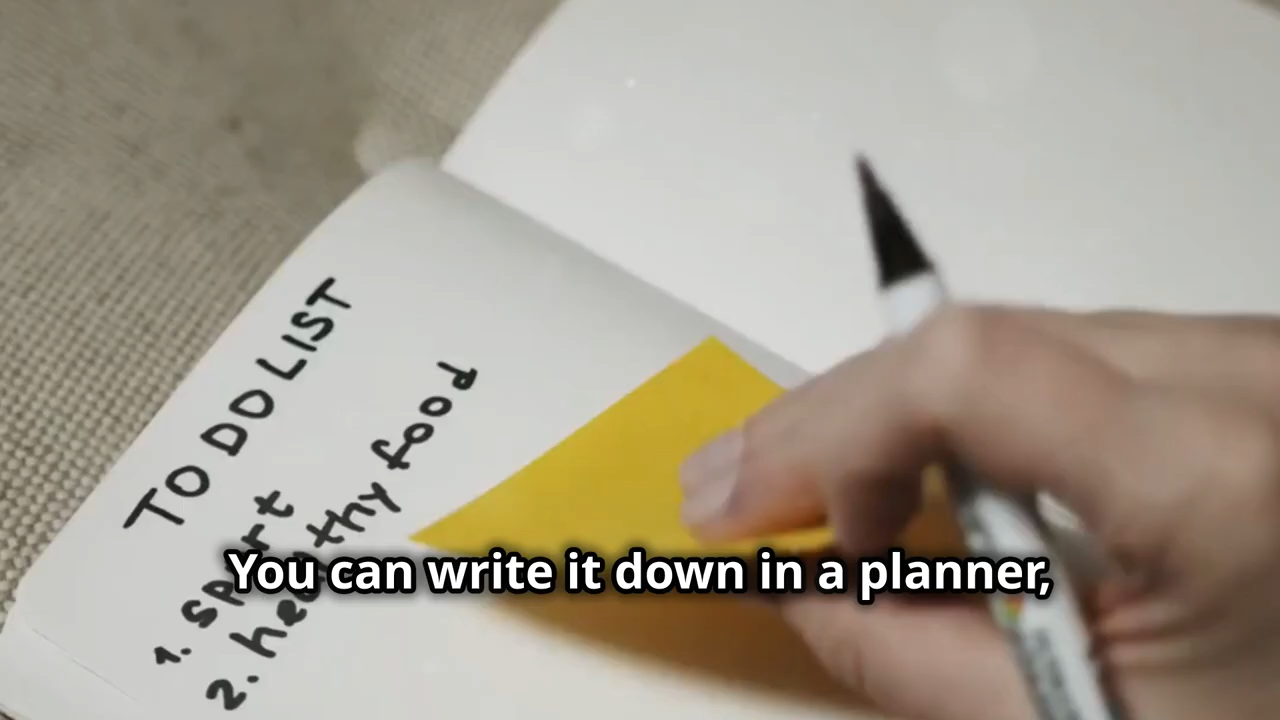 TO DO LIST
1. sport
2. healthy food
You can write it down in a planner,